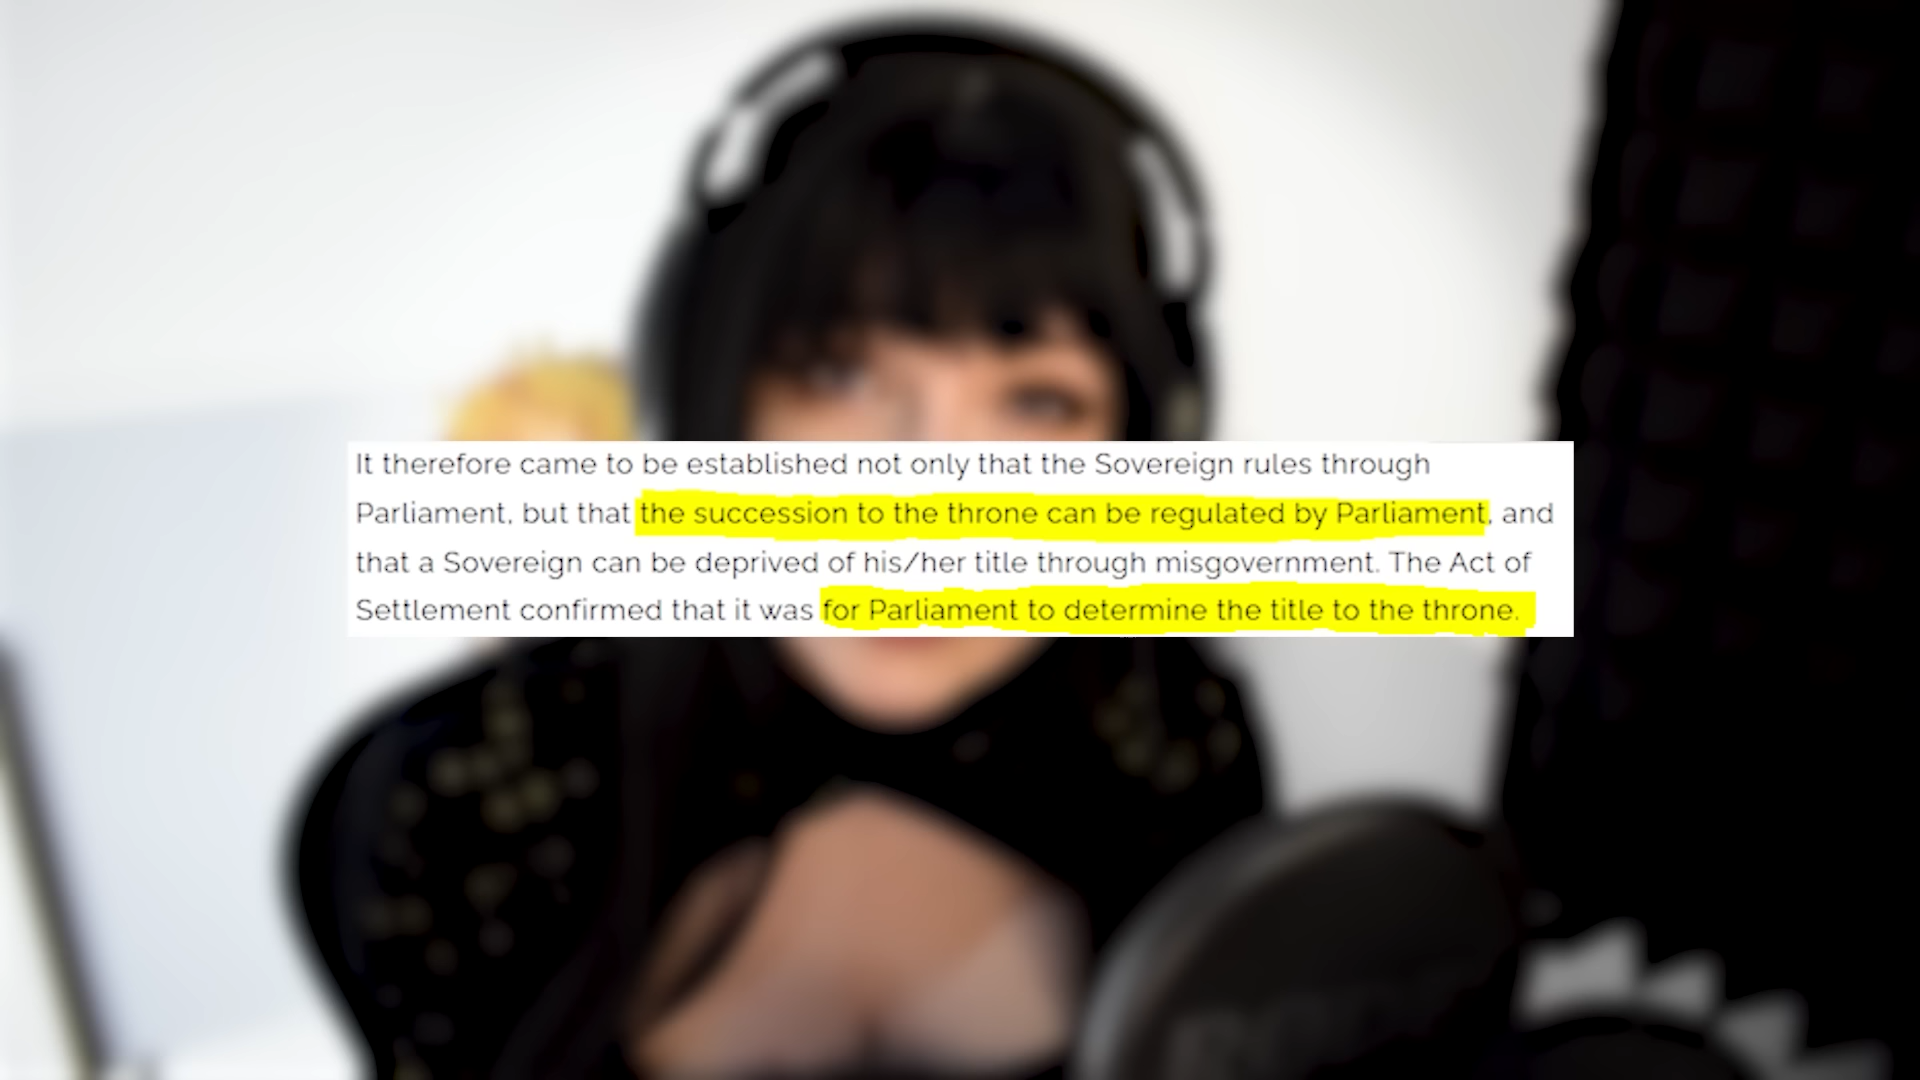 It therefore came to be established not only that the Sovereign rules through
Parliament, but that the succession to the throne can be regulated by Parliament, and
that a Sovereign can be deprived of his/her title through misgovernment. The Act of
Settlement confirmed that it was for Parliament to determine the title to the throne.